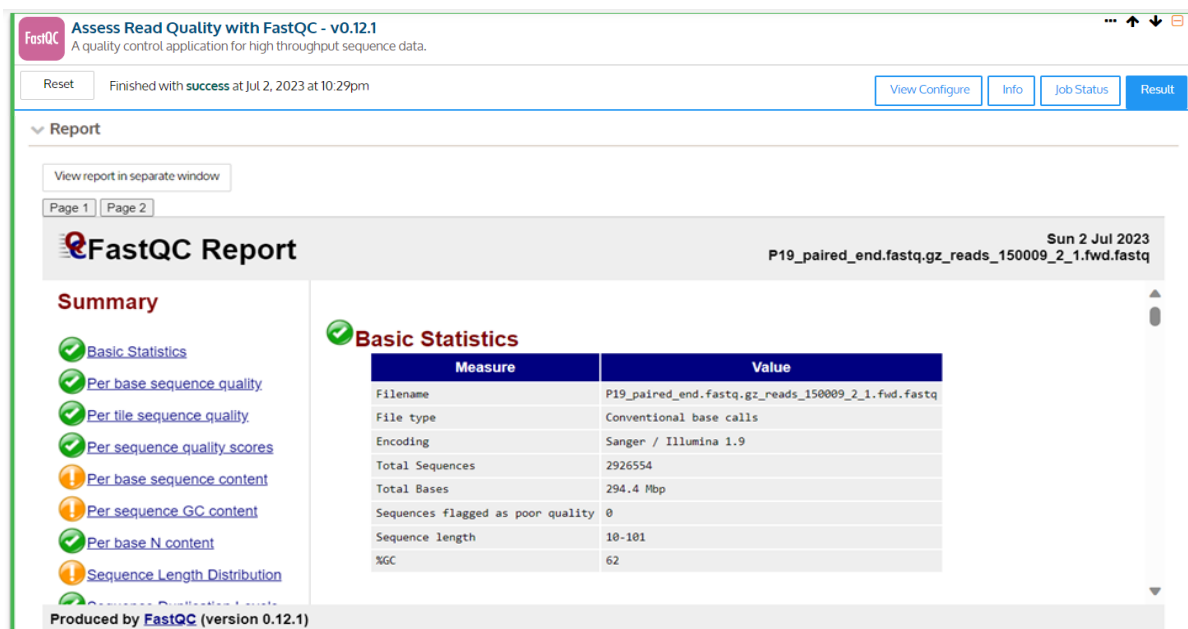 FastQC
Assess Read Quality with FastQC - v0.12.1
A quality control application for high throughput sequence data.
Reset
Finished with success at Jul 2, 2023 at 10:29pm
View Configure
Info
Job Status
Result
Report
View report in separate window
Page 1
Page 2
FastQC Report
Sun 2 Jul 2023
P19_paired_end.fastq.gz_reads_150009_2_1.fwd.fastq
Summary
Basic Statistics
Per base sequence quality
Per tile sequence quality
Per sequence quality scores
Per base sequence content
Per sequence GC content
Per base N content
Sequence Length Distribution
Basic Statistics
Measure Value
Filename P19_paired_end.fastq.gz_reads_150009_2_1.fwd.fastq
File type Conventional base calls
Encoding Sanger / Illumina 1.9
Total Sequences 2926554
Total Bases 294.4 Mbp
Sequences flagged as poor quality 0
Sequence length 10-101
%GC 62
Produced by FastQC (version 0.12.1)